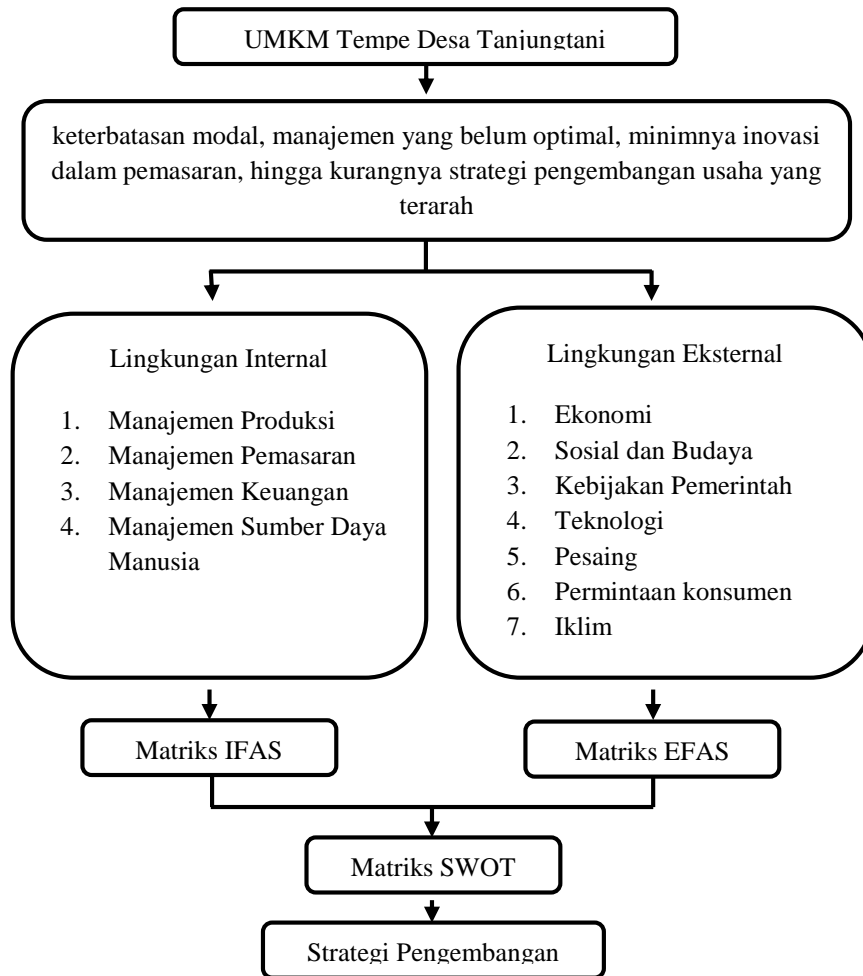 UMKM Tempe Desa Tanjungtani
keterbatasan modal, manajemen yang belum optimal, minimnya inovasi
dalam pemasaran, hingga kurangnya strategi pengembangan usaha yang
terarah
Lingkungan Internal
1. Manajemen Produksi
2. Manajemen Pemasaran
3. Manajemen Keuangan
4. Manajemen Sumber Daya
Manusia
Lingkungan Eksternal
1. Ekonomi
2. Sosial dan Budaya
3. Kebijakan Pemerintah
4. Teknologi
5. Pesaing
6. Permintaan konsumen
7. Iklim
Matriks IFAS
Matriks EFAS
Matriks SWOT
Strategi Pengembangan